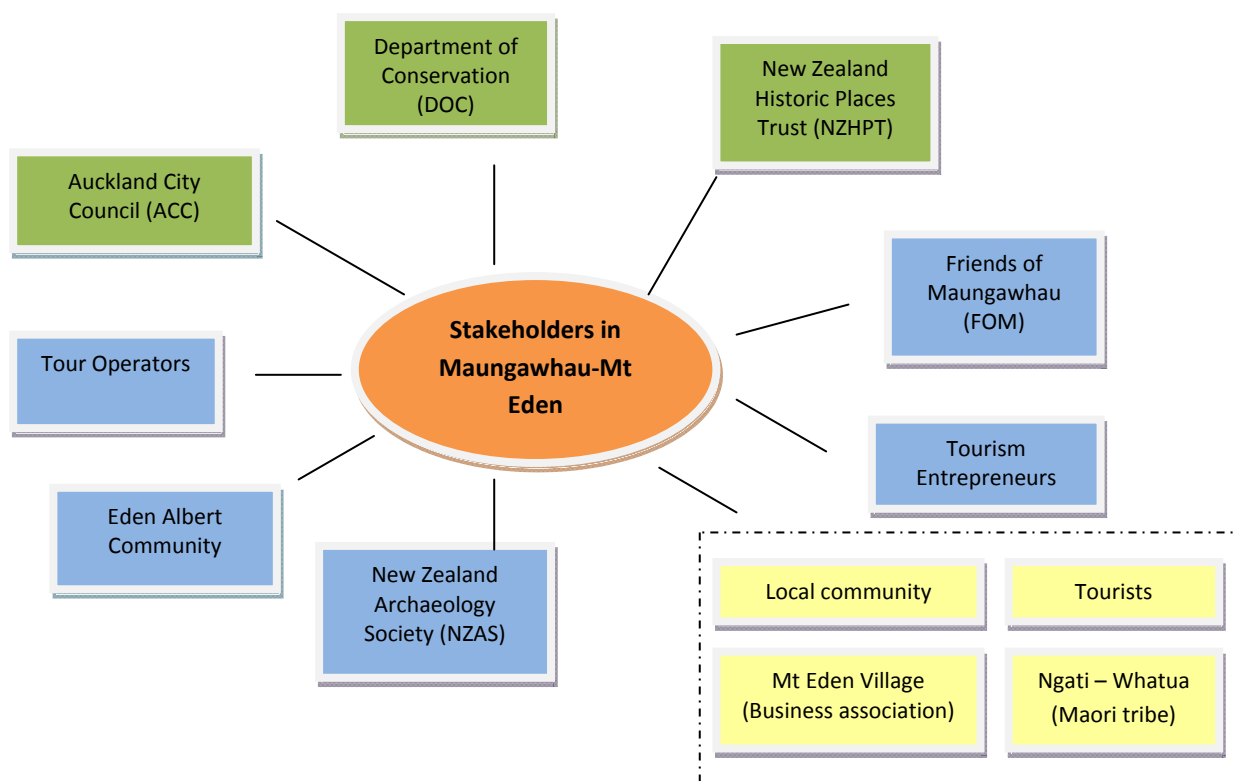 Department of
Conservation
(DOC)
New Zealand
Historic Places
Trust (NZHPT)
Auckland City
Council (ACC)
Friends of
Maungawhau
(FOM)
Stakeholders in
Maungawhau-Mt
Eden
Tour Operators
Tourism
Entrepreneurs
Eden Albert
Community
New Zealand
Archaeology
Society (NZAS)
Local community
Tourists
Mt Eden Village
(Business association)
Ngati – Whatua
(Maori tribe)